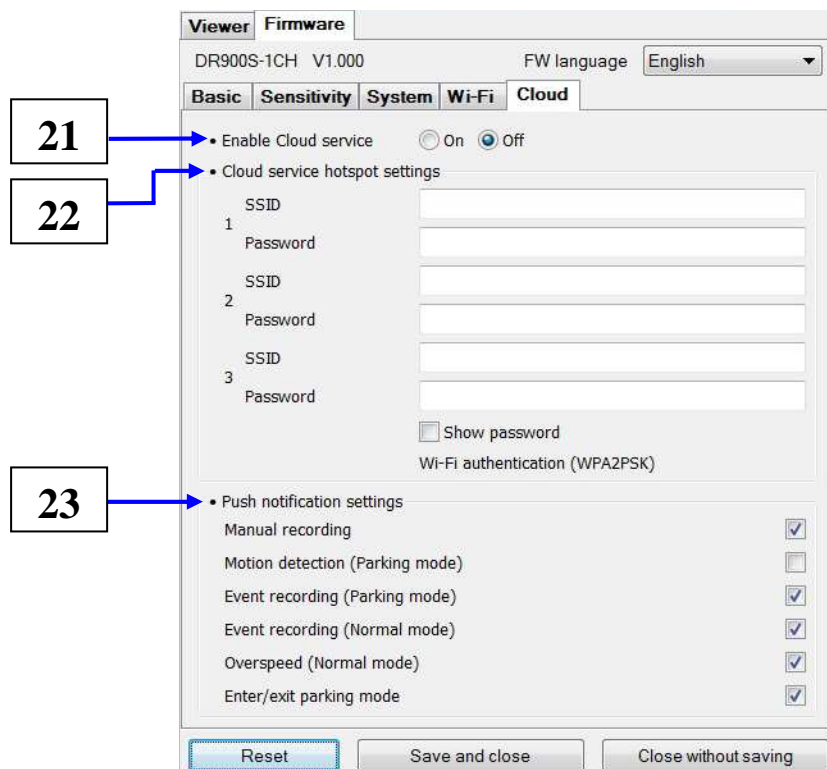 Viewer Firmware
DR900S-1CH V1.000 FW language English
Basic Sensitivity System Wi-Fi Cloud
21 • Enable Cloud service On Off
22 • Cloud service hotspot settings
SSID
1
Password
SSID
2
Password
SSID
3
Password
Show password
Wi-Fi authentication (WPA2PSK)
23 • Push notification settings
Manual recording
Motion detection (Parking mode)
Event recording (Parking mode)
Event recording (Normal mode)
Overspeed (Normal mode)
Enter/exit parking mode
Reset Save and close Close without saving